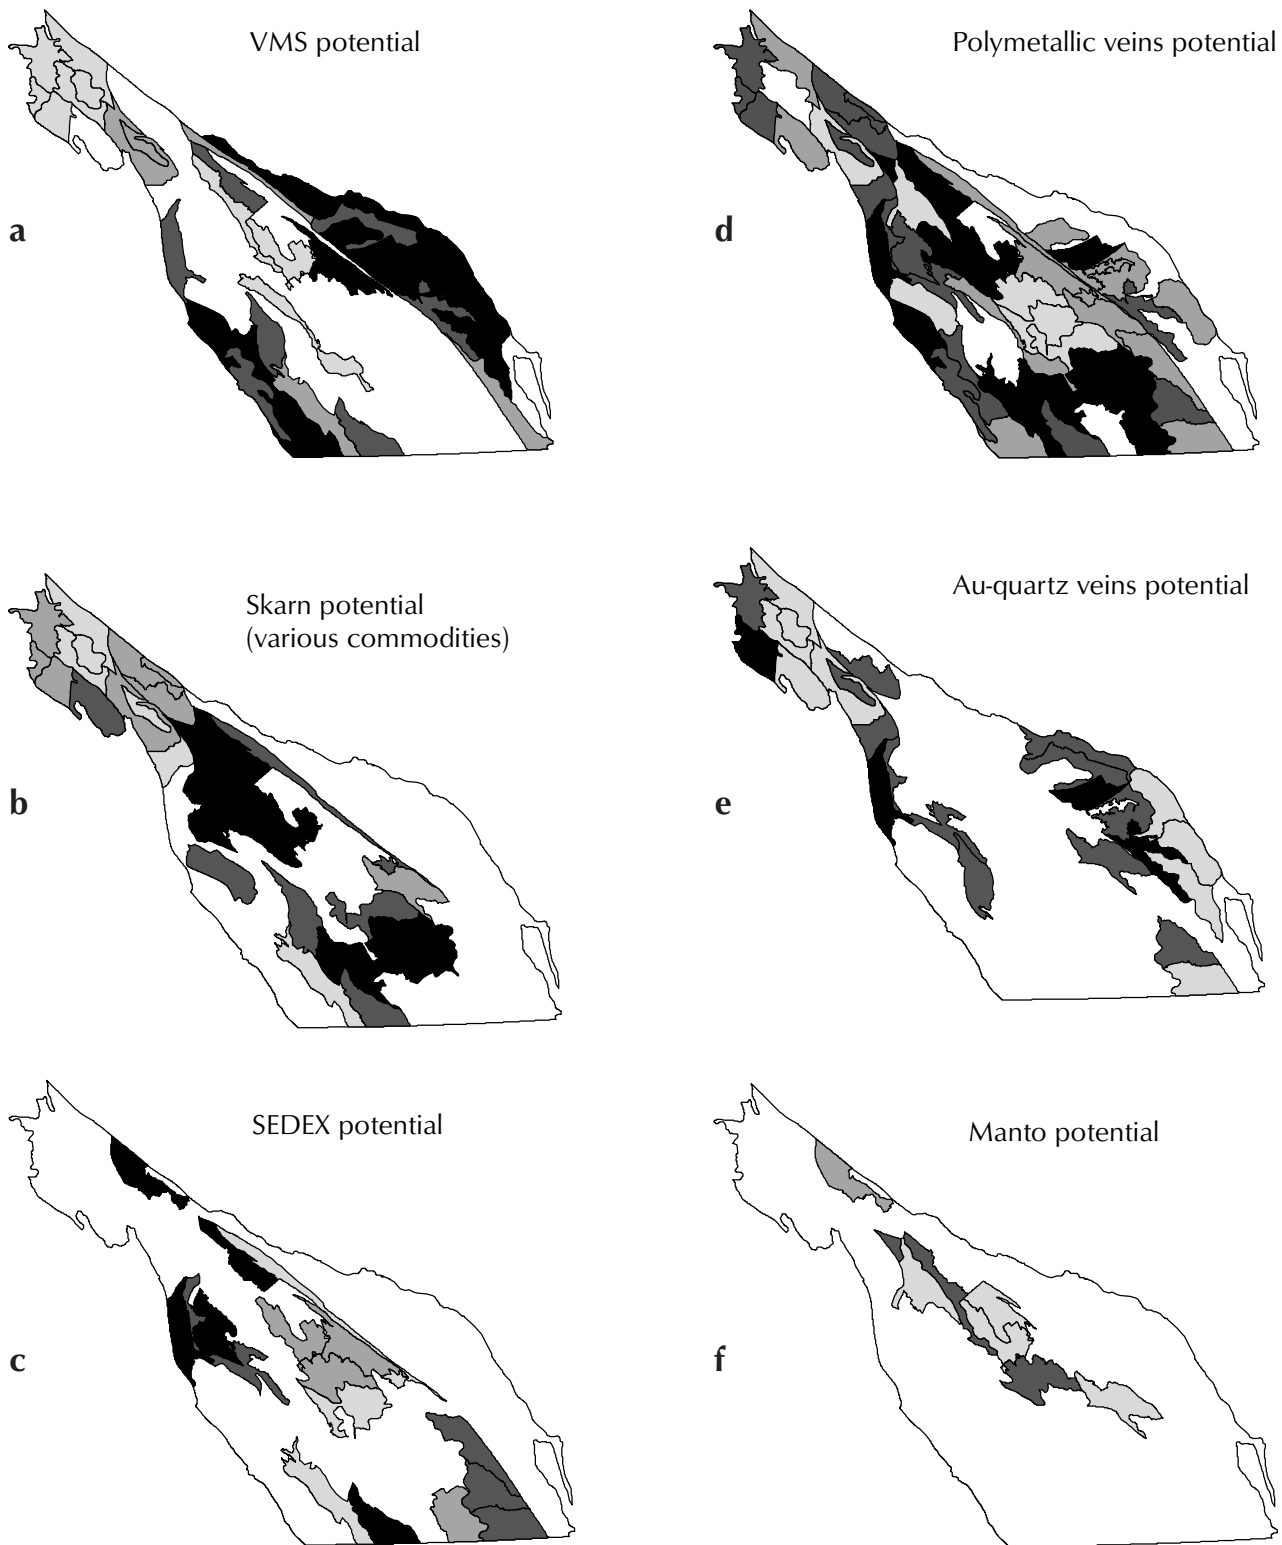 VMS potential
a
Polymetallic veins potential
d
Skarn potential
(various commodities)
b
Au-quartz veins potential
e
SEDEX potential
c
Manto potential
f